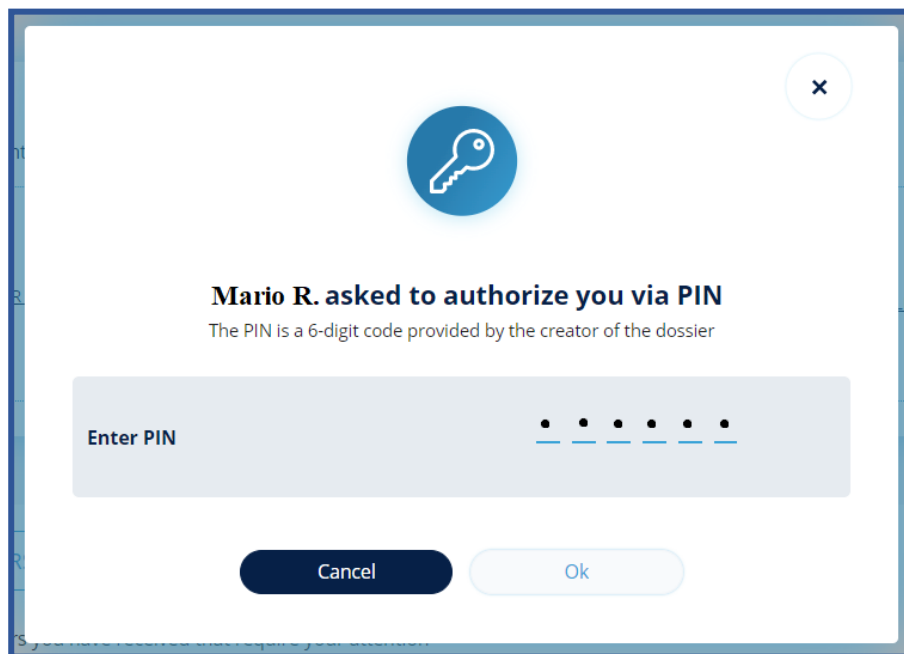 Mario R. asked to authorize you via PIN
The PIN is a 6-digit code provided by the creator of the dossier
Enter PIN
Cancel
Ok